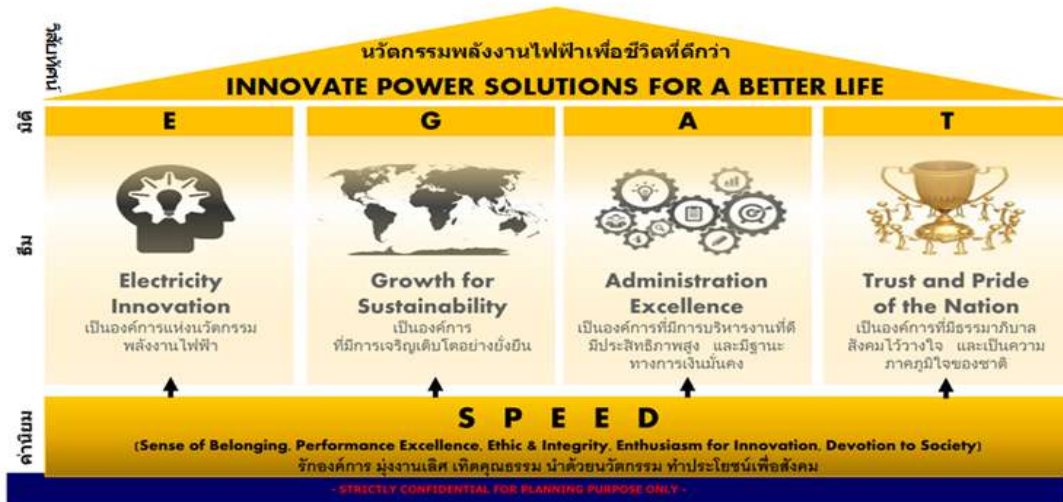 วิสัยทัศน์
นวัตกรรมพลังงานไฟฟ้าเพื่อชีวิตที่ดีกว่า
INNOVATE POWER SOLUTIONS FOR A BETTER LIFE
มิติ
E
G
A
T
ธีม
Electricity
Innovation
เป็นองค์การแห่งนวัตกรรม
พลังงานไฟฟ้า
Growth for
Sustainability
เป็นองค์การ
ที่มีการเจริญเติบโตอย่างยั่งยืน
Administration
Excellence
เป็นองค์การที่มีการบริหารงานที่ดี
มีประสิทธิภาพสูง และมีฐานะ
ทางการเงินมั่นคง
Trust and Pride
of the Nation
เป็นองค์การที่มีธรรมาภิบาล
สังคมไว้วางใจ และเป็นความ
ภาคภูมิใจของชาติ
ค่านิยม
S P E E D
(Sense of Belonging, Performance Excellence, Ethic & Integrity, Enthusiasm for Innovation, Devotion to Society)
รักองค์การ มุ่งงานเลิศ เทิดคุณธรรม นำด้วยนวัตกรรม ทำประโยชน์เพื่อสังคม
- STRICTLY CONFIDENTIAL FOR PLANNING PURPOSE ONLY -